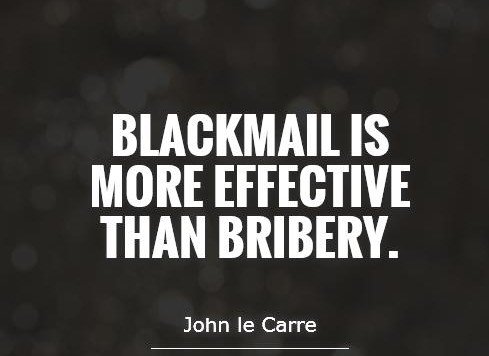 BLACKMAIL IS
MORE EFFECTIVE
THAN BRIBERY.
John le Carre